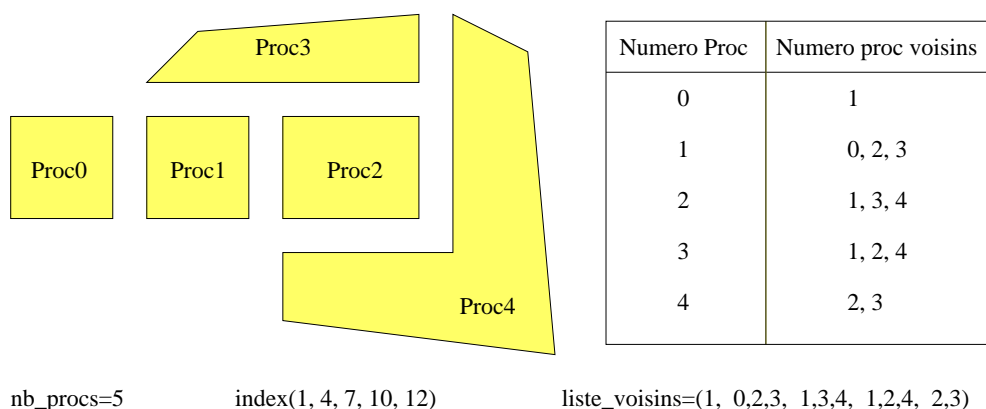 Proc3
Proc0
Proc1
Proc2
Proc4
Numero Proc Numero proc voisins
0 1
1 0, 2, 3
2 1, 3, 4
3 1, 2, 4
4 2, 3
nb_procs=5 index(1, 4, 7, 10, 12) liste_voisins=(1, 0,2,3, 1,3,4, 1,2,4, 2,3)